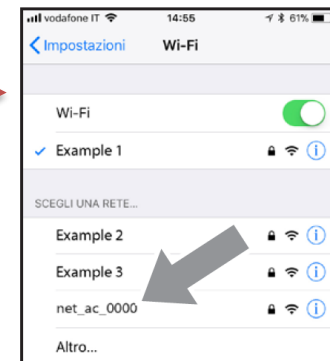 vodafone IT 14:55 61%
Impostazioni Wi-Fi
Wi-Fi
Example 1
SCEGLI UNA RETE...
Example 2
Example 3
net_ac_0000
Altro...